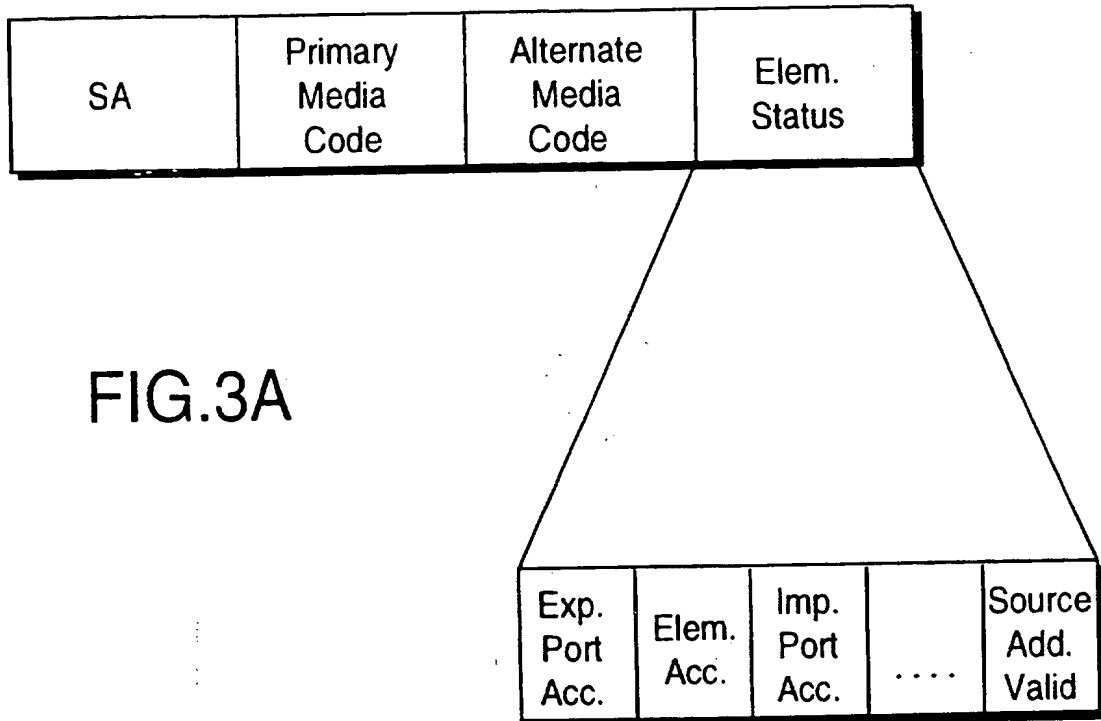 SA
Primary
Media
Code
Alternate
Media
Code
Elem.
Status
FIG.3A
Exp.
Port
Acc.
Elem.
Acc.
Imp.
Port
Acc.
....
Source
Add.
Valid